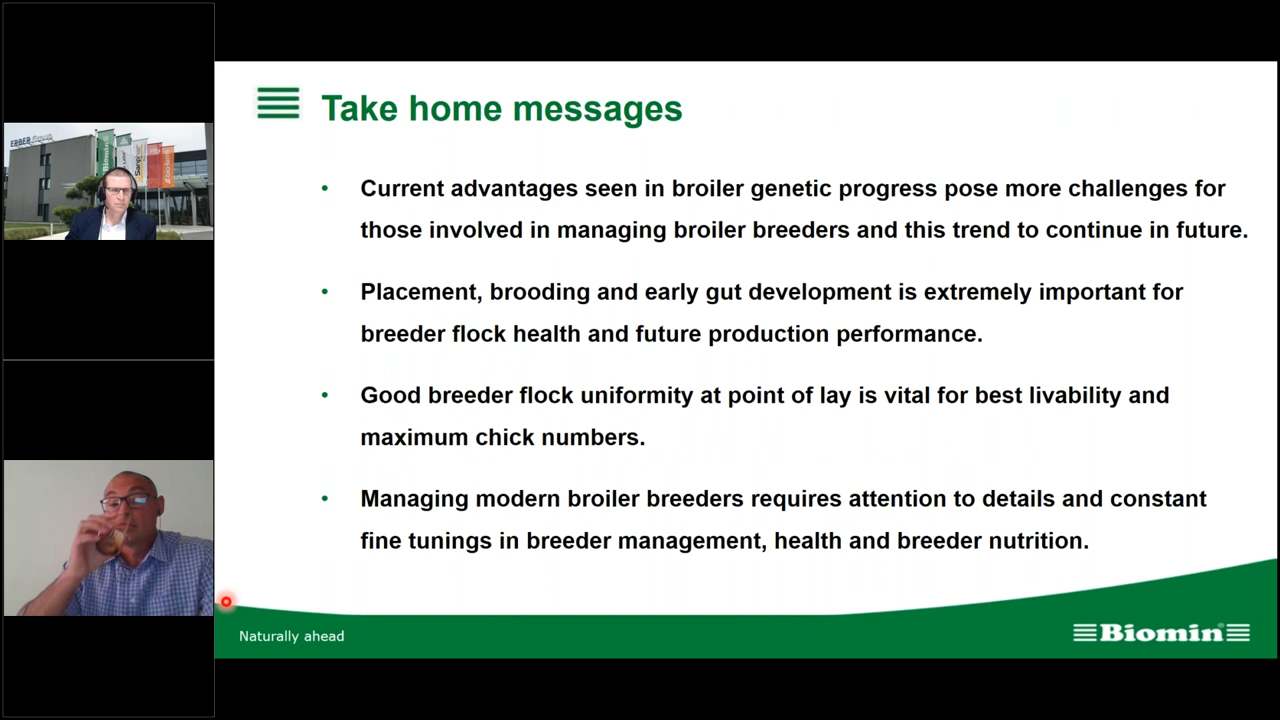 Take home messages
• Current advantages seen in broiler genetic progress pose more challenges for
those involved in managing broiler breeders and this trend to continue in future.
• Placement, brooding and early gut development is extremely important for
breeder flock health and future production performance.
• Good breeder flock uniformity at point of lay is vital for best livability and
maximum chick numbers.
• Managing modern broiler breeders requires attention to details and constant
fine tunings in breeder management, health and breeder nutrition.
Naturally ahead
Biomin®
ERBER Group
Biomin